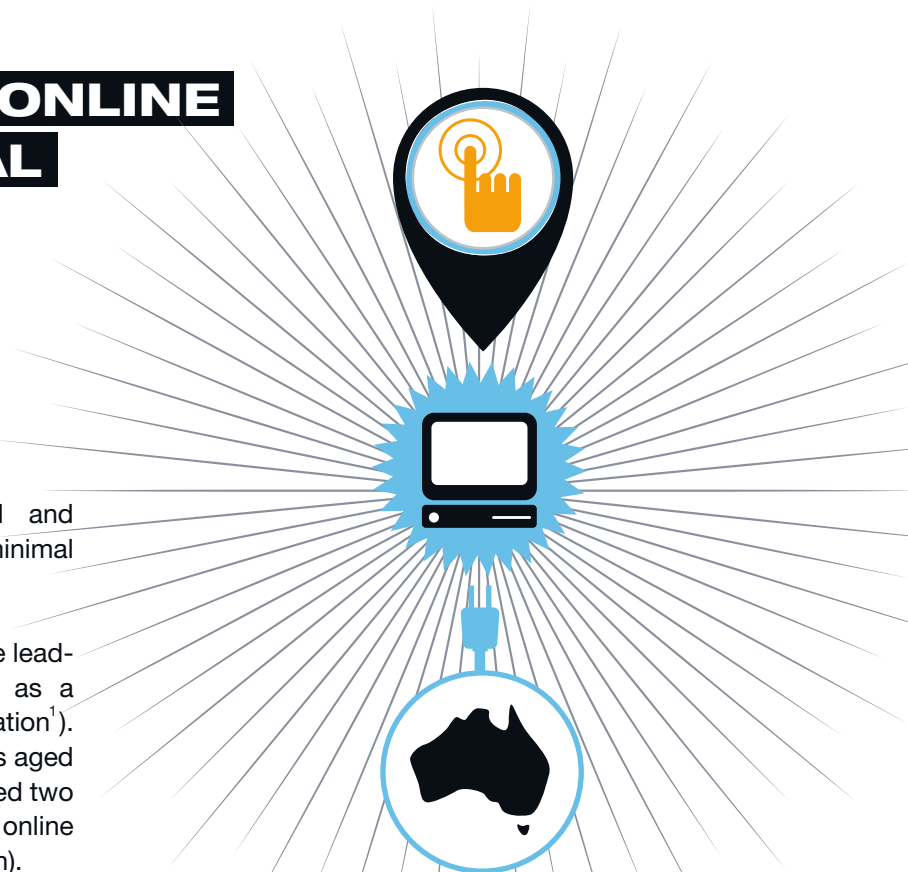 ONLINE
AL
and
minimal
lead-
as a
ation¹).
s aged
ed two
online
n).